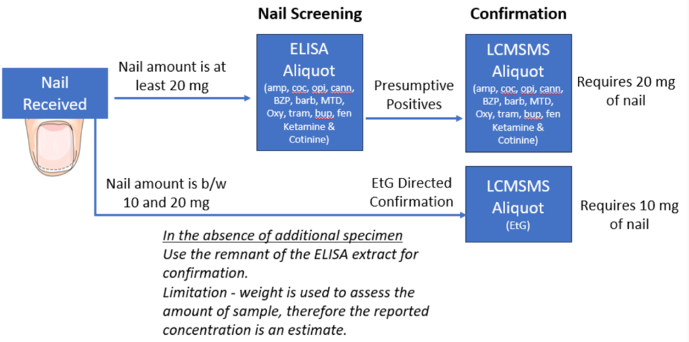 Nail Screening
Confirmation
Nail
Received
Nail amount is at
least 20 mg
ELISA
Aliquot
(amp, coc, opi, cann,
BZP, barb, MTD,
Oxy, tram, bup, fen
Ketamine &
Cotinine)
Presumptive
Positives
LCMSMS
Aliquot
(amp, coc, opi, cann,
BZP, barb, MTD,
Oxy, tram, bup, fen
Ketamine &
Cotinine)
Requires 20 mg
of nail
Nail amount is b/w
10 and 20 mg
EtG Directed
Confirmation
LCMSMS
Aliquot
(EtG)
Requires 10 mg
of nail
In the absence of additional specimen
Use the remnant of the ELISA extract for
confirmation.
Limitation - weight is used to assess the
amount of sample, therefore the reported
concentration is an estimate.